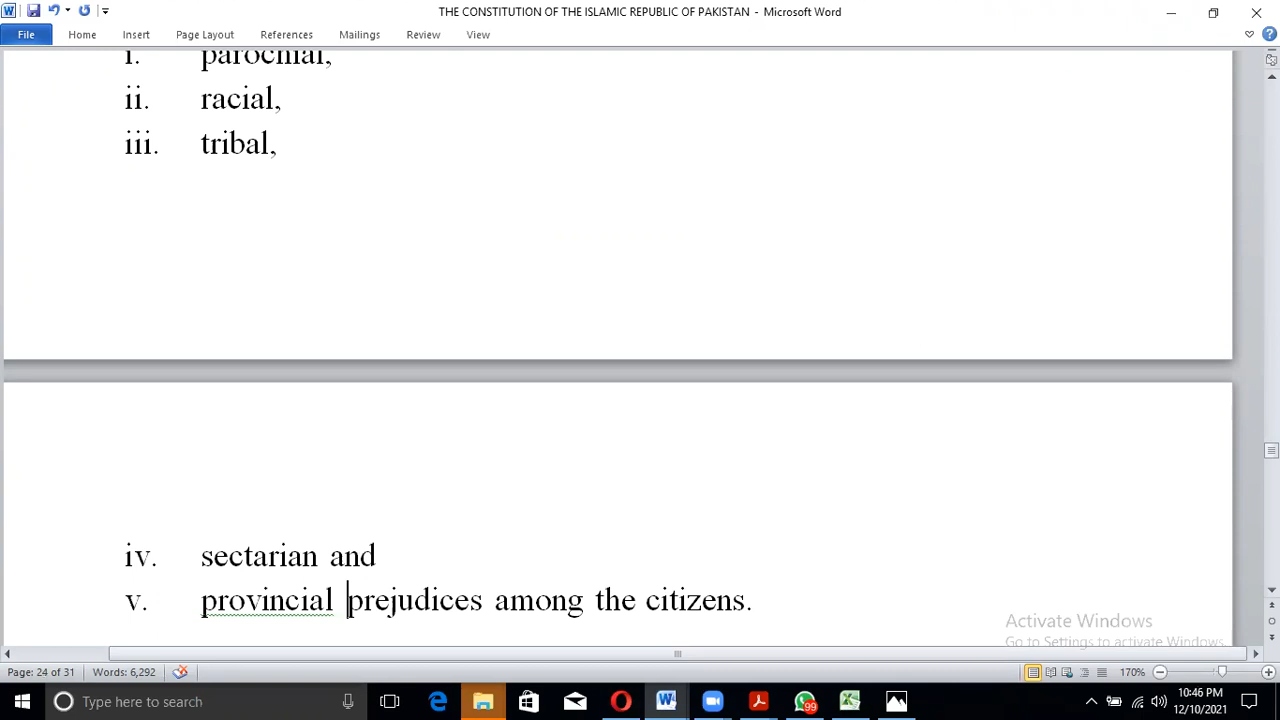 THE CONSTITUTION OF THE ISLAMIC REPUBLIC OF PAKISTAN - Microsoft Word
File Home Insert Page Layout References Mailings Review View
i. parochial,
ii. racial,
iii. tribal,
iv. sectarian and
v. provincial prejudices among the citizens.
Activate Windows
Go to Settings to activate Windows.
Page: 24 of 31 Words: 6,292 170%
Type here to search 99 10:46 PM
12/10/2021